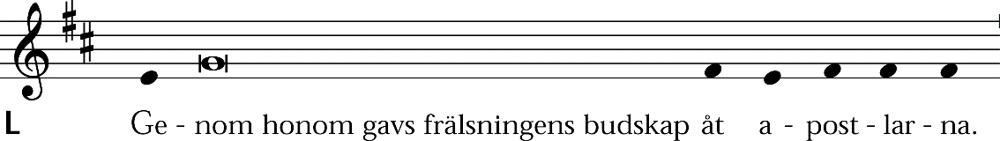 L Ge - nom honom gavs frälsningens budskap åt a - post - lar - na.